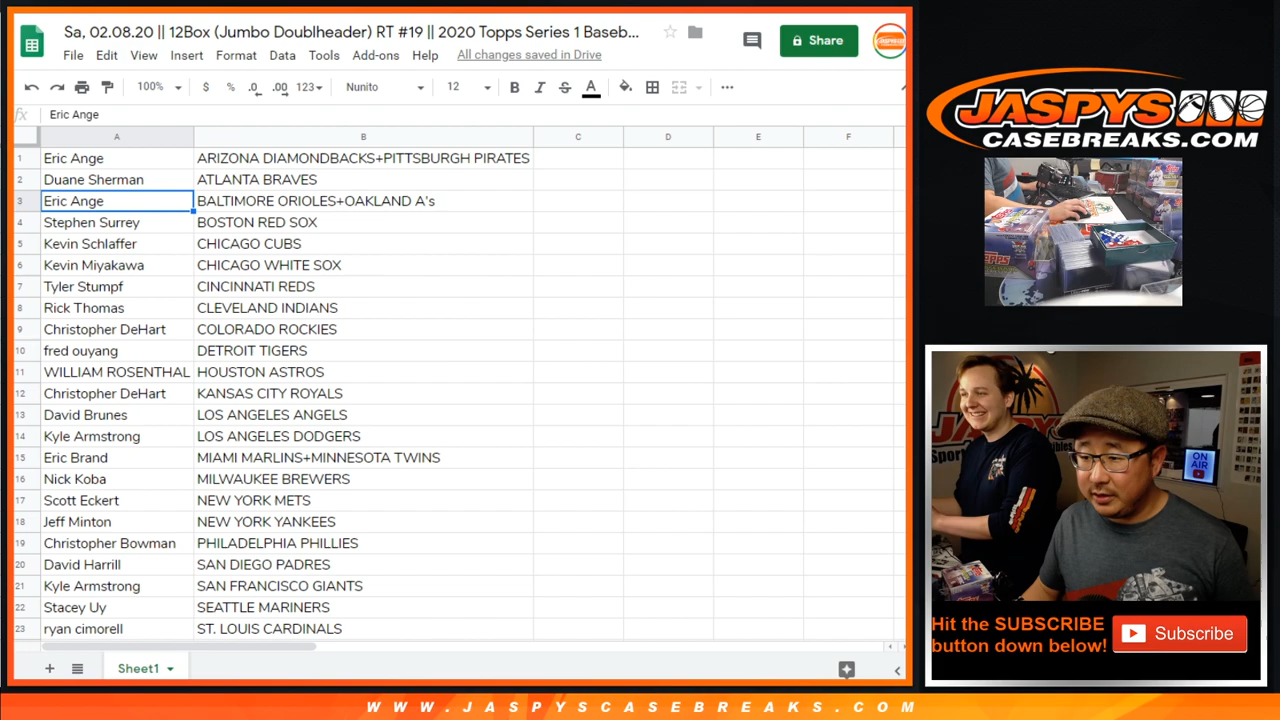 Sa, 02.08.20 || 12Box (Jumbo Doublheader) RT #19 || 2020 Topps Series 1 Baseb...
File Edit View Insert Format Data Tools Add-ons Help All changes saved in Drive
Share
100% $ % .0 .00 123 Nunito 12 B I S A
fx Eric Ange
A B C D E F
1 Eric Ange ARIZONA DIAMONDBACKS+PITTSBURGH PIRATES
2 Duane Sherman ATLANTA BRAVES
3 Eric Ange BALTIMORE ORIOLES+OAKLAND A's
4 Stephen Surrey BOSTON RED SOX
5 Kevin Schlaffer CHICAGO CUBS
6 Kevin Miyakawa CHICAGO WHITE SOX
7 Tyler Stumpf CINCINNATI REDS
8 Rick Thomas CLEVELAND INDIANS
9 Christopher DeHart COLORADO ROCKIES
10 fred ouyang DETROIT TIGERS
11 WILLIAM ROSENTHAL HOUSTON ASTROS
12 Christopher DeHart KANSAS CITY ROYALS
13 David Brunes LOS ANGELES ANGELS
14 Kyle Armstrong LOS ANGELES DODGERS
15 Eric Brand MIAMI MARLINS+MINNESOTA TWINS
16 Nick Koba MILWAUKEE BREWERS
17 Scott Eckert NEW YORK METS
18 Jeff Minton NEW YORK YANKEES
19 Christopher Bowman PHILADELPHIA PHILLIES
20 David Harrill SAN DIEGO PADRES
21 Kyle Armstrong SAN FRANCISCO GIANTS
22 Stacey Uy SEATTLE MARINERS
23 ryan cimorell ST. LOUIS CARDINALS
Sheet1
JASPYS
CASEBREAKS.COM
TOPPS
ON
AIR
Hit the SUBSCRIBE
button down below!
Subscribe
WWW.JASPYSCASEBREAKS.COM